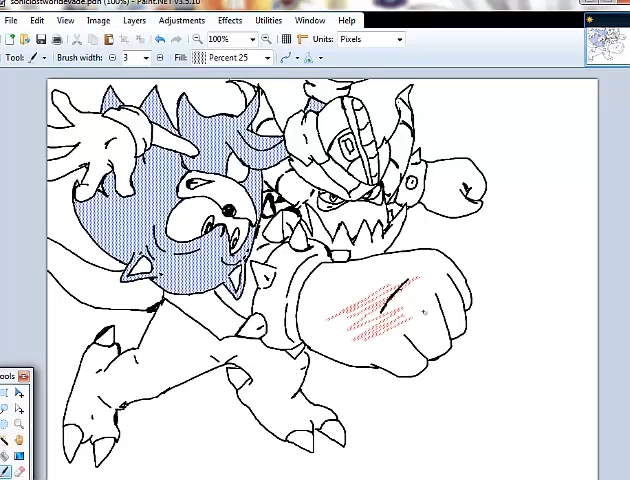 soniclostworldevade.pdn (100%) - Paint.NET v3.5.10
File Edit View Image Layers Adjustments Effects Utilities Window Help
100% Units: Pixels
Tool: Brush width: 3 Fill: Percent 25
ools